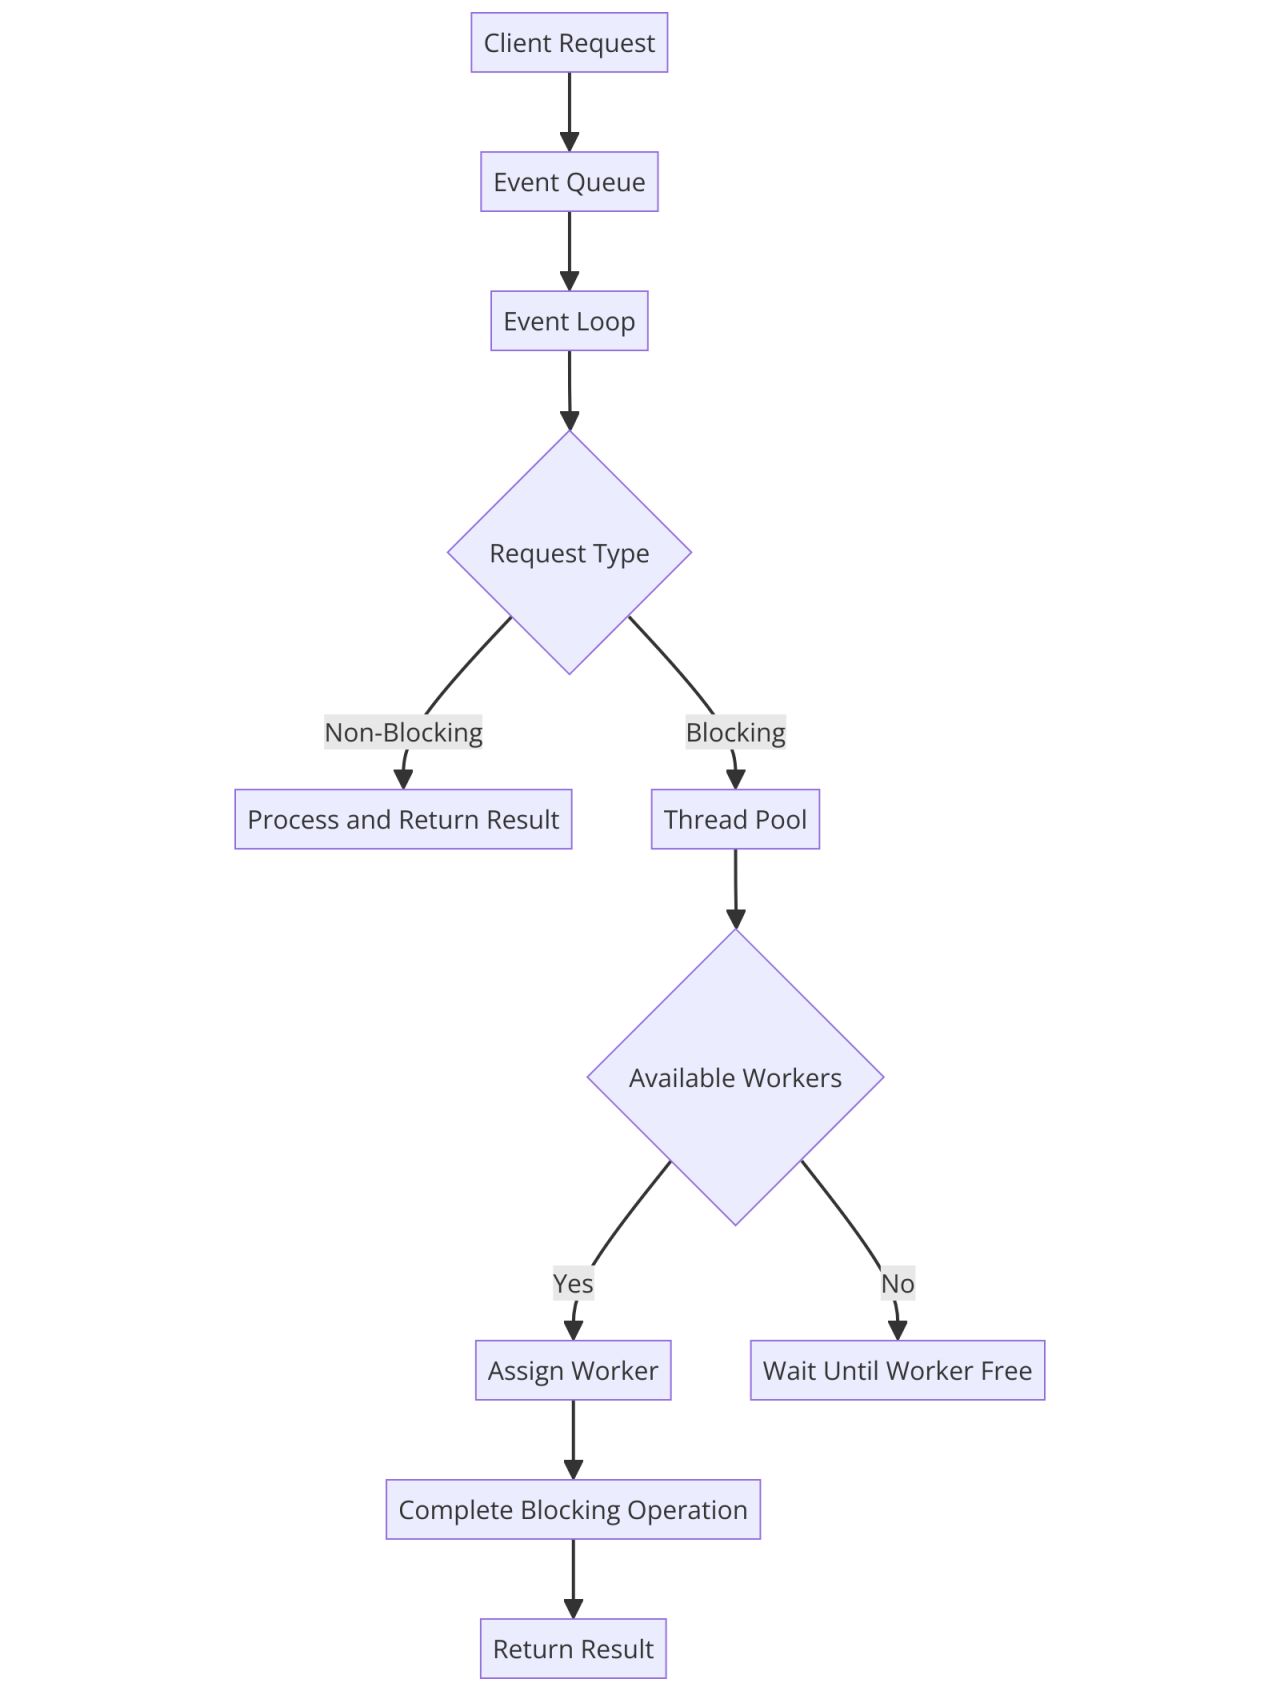 Client Request
Event Queue
Event Loop
Request Type
Non-Blocking
Blocking
Process and Return Result
Thread Pool
Available Workers
Yes
No
Assign Worker
Wait Until Worker Free
Complete Blocking Operation
Return Result